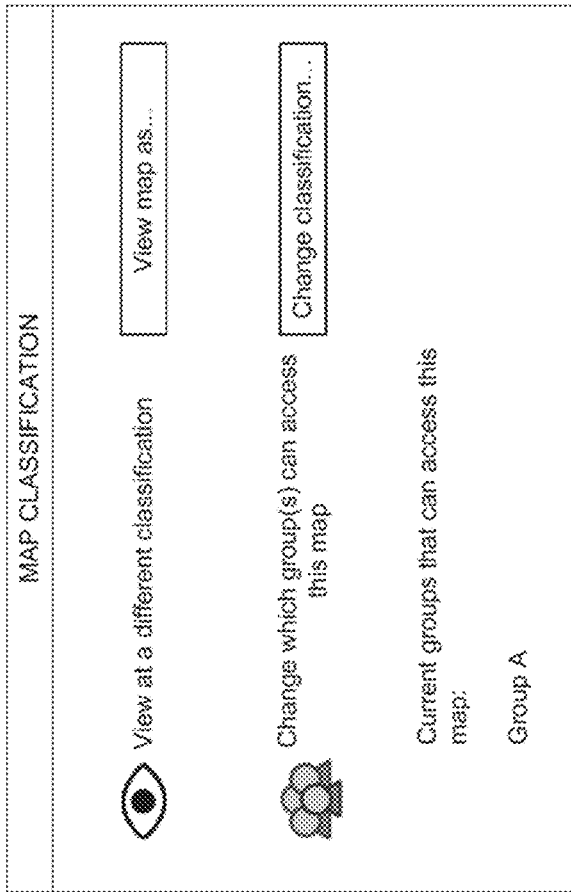 MAP CLASSIFICATION
View at a different classification
View map as...
Change which group(s) can access
this map
Change classification...
Current groups that can access this
map:
Group A